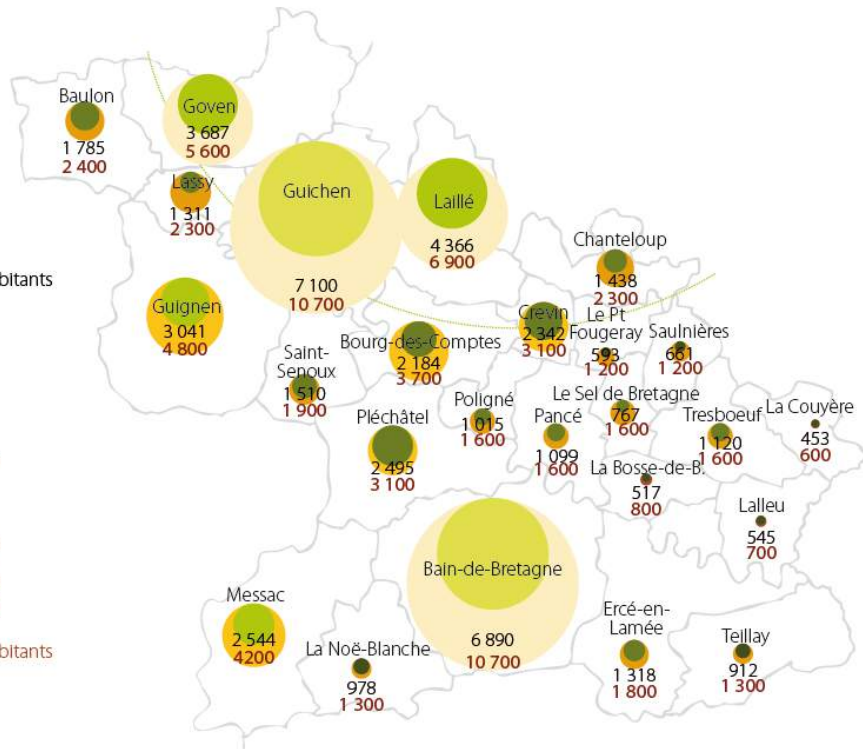 Baulon
1 785
2 400
Goven
3 687
5 600
Lassy
1 311
2 300
Guichen
7 100
10 700
Laillé
4 366
6 900
Chanteloup
1 438
2 300
bitants
Guignen
3 041
4 800
Saint-
Senoux
1 510
1 900
Bourg-des-Comptes
2 184
3 700
Crevin
2 342
3 100
Le Pt
Fougeray
593
1 200
Saulnières
661
1 200
Pléchâtel
2 495
3 100
Poligné
1 015
1 600
Pancé
1 099
1 600
Le Sel de Bretagne
767
1 600
Tresboeuf
1 120
1 600
La Couyère
453
600
La Bosse-de-B.
517
800
Lalleu
545
700
Bain-de-Bretagne
6 890
10 700
Messac
2 544
4200
La Noë-Blanche
978
1 300
Ercé-en-
Lamée
1 318
1 800
Teillay
912
1 300
bitants